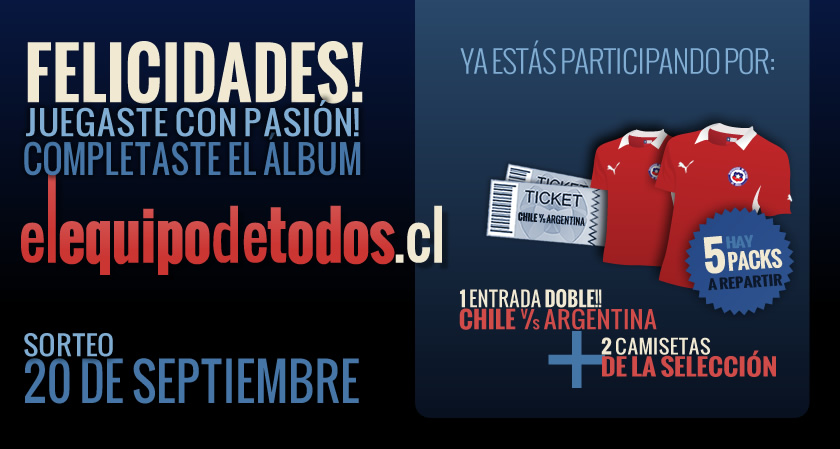 FELICIDADES!
JUEGASTE CON PASIÓN!
COMPLETASTE EL ÁLBUM
elequipodetodos.cl
SORTEO
20 DE SEPTIEMBRE
YA ESTÁS PARTICIPANDO POR:
TICKET
TICKET
CHILE V/s ARGENTINA
5 HAY
PACKS
A REPARTIR
1 ENTRADA DOBLE!!
CHILE V/s ARGENTINA
+
2 CAMISETAS
DE LA SELECCIÓN